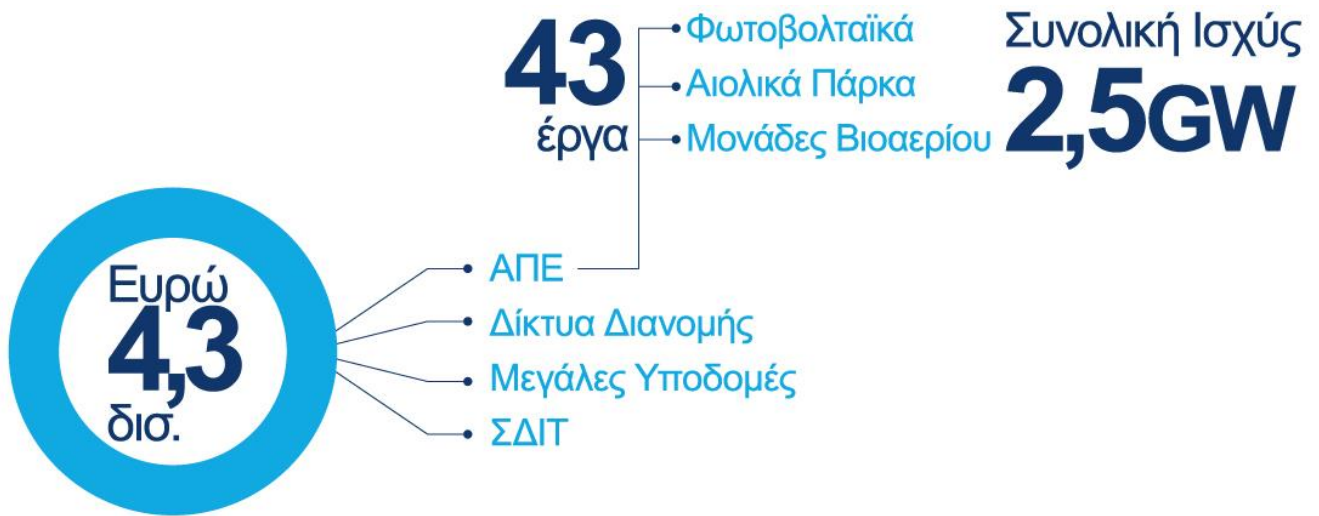 43
έργα
Φωτοβολταϊκά
Αιολικά Πάρκα
Μονάδες Βιοαερίου
Συνολική Ισχύς
2,5GW
Ευρώ
4,3
δισ.
ΑΠΕ
Δίκτυα Διανομής
Μεγάλες Υποδομές
ΣΔΙΤ